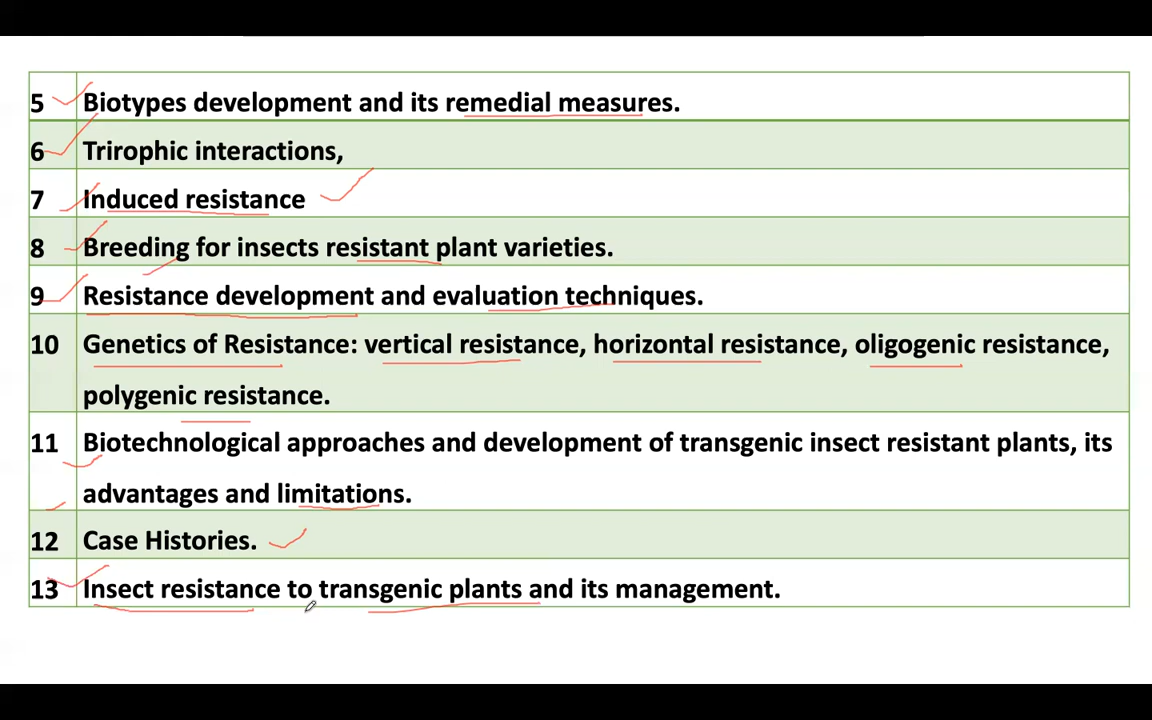 5 Biotypes development and its remedial measures.
6 Trirophic interactions,
7 Induced resistance
8 Breeding for insects resistant plant varieties.
9 Resistance development and evaluation techniques.
10 Genetics of Resistance: vertical resistance, horizontal resistance, oligogenic resistance,
polygenic resistance.
11 Biotechnological approaches and development of transgenic insect resistant plants, its
advantages and limitations.
12 Case Histories.
13 Insect resistance to transgenic plants and its management.